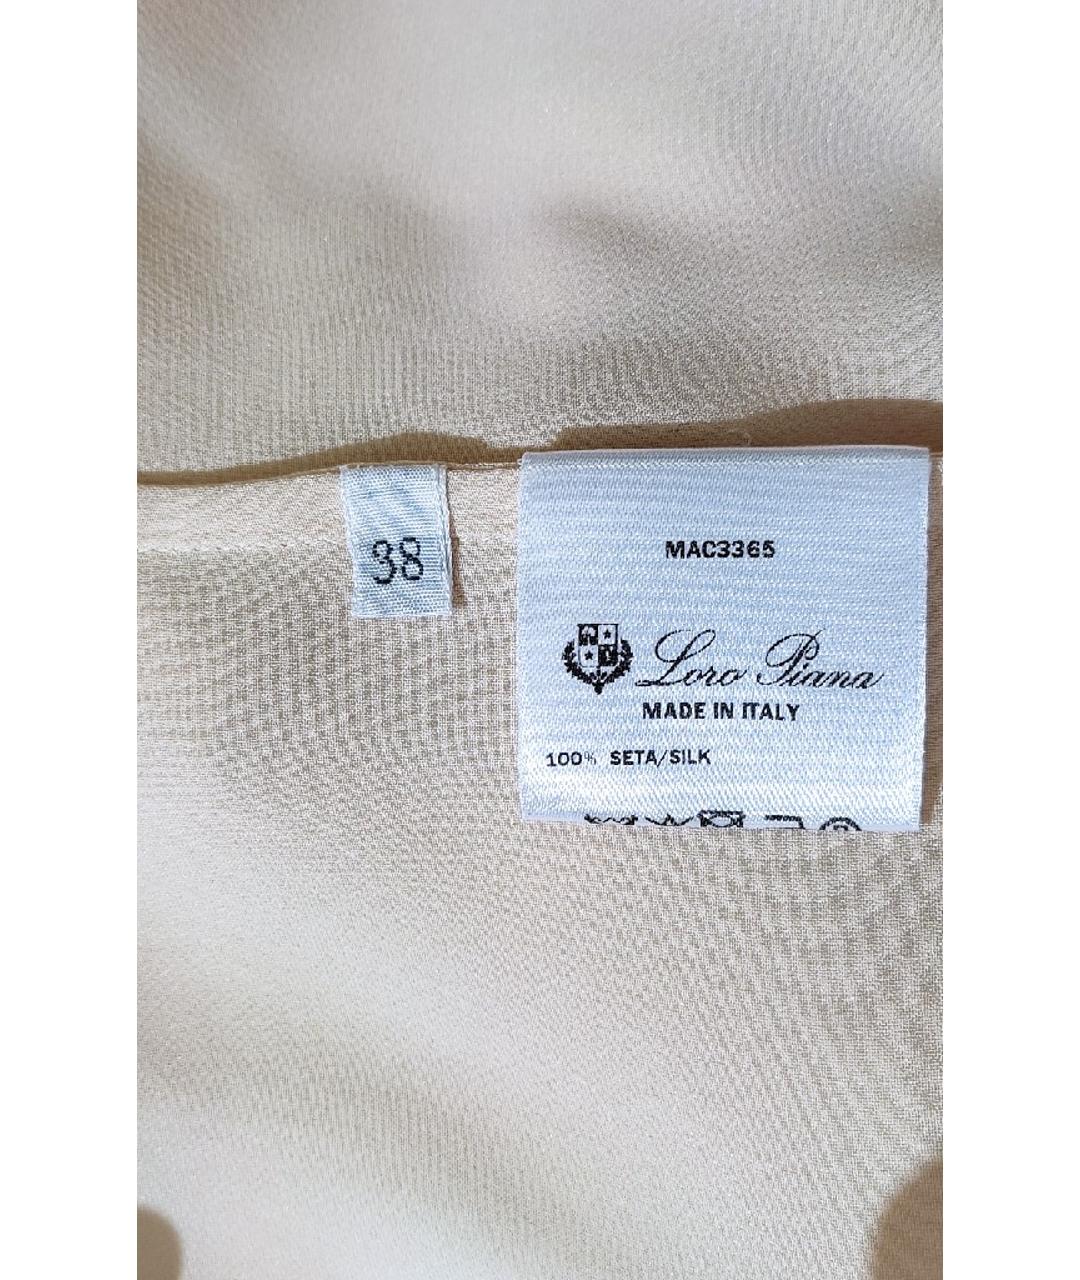 38
MAC3365
Loro Piana
MADE IN ITALY
100% SETA/SILK